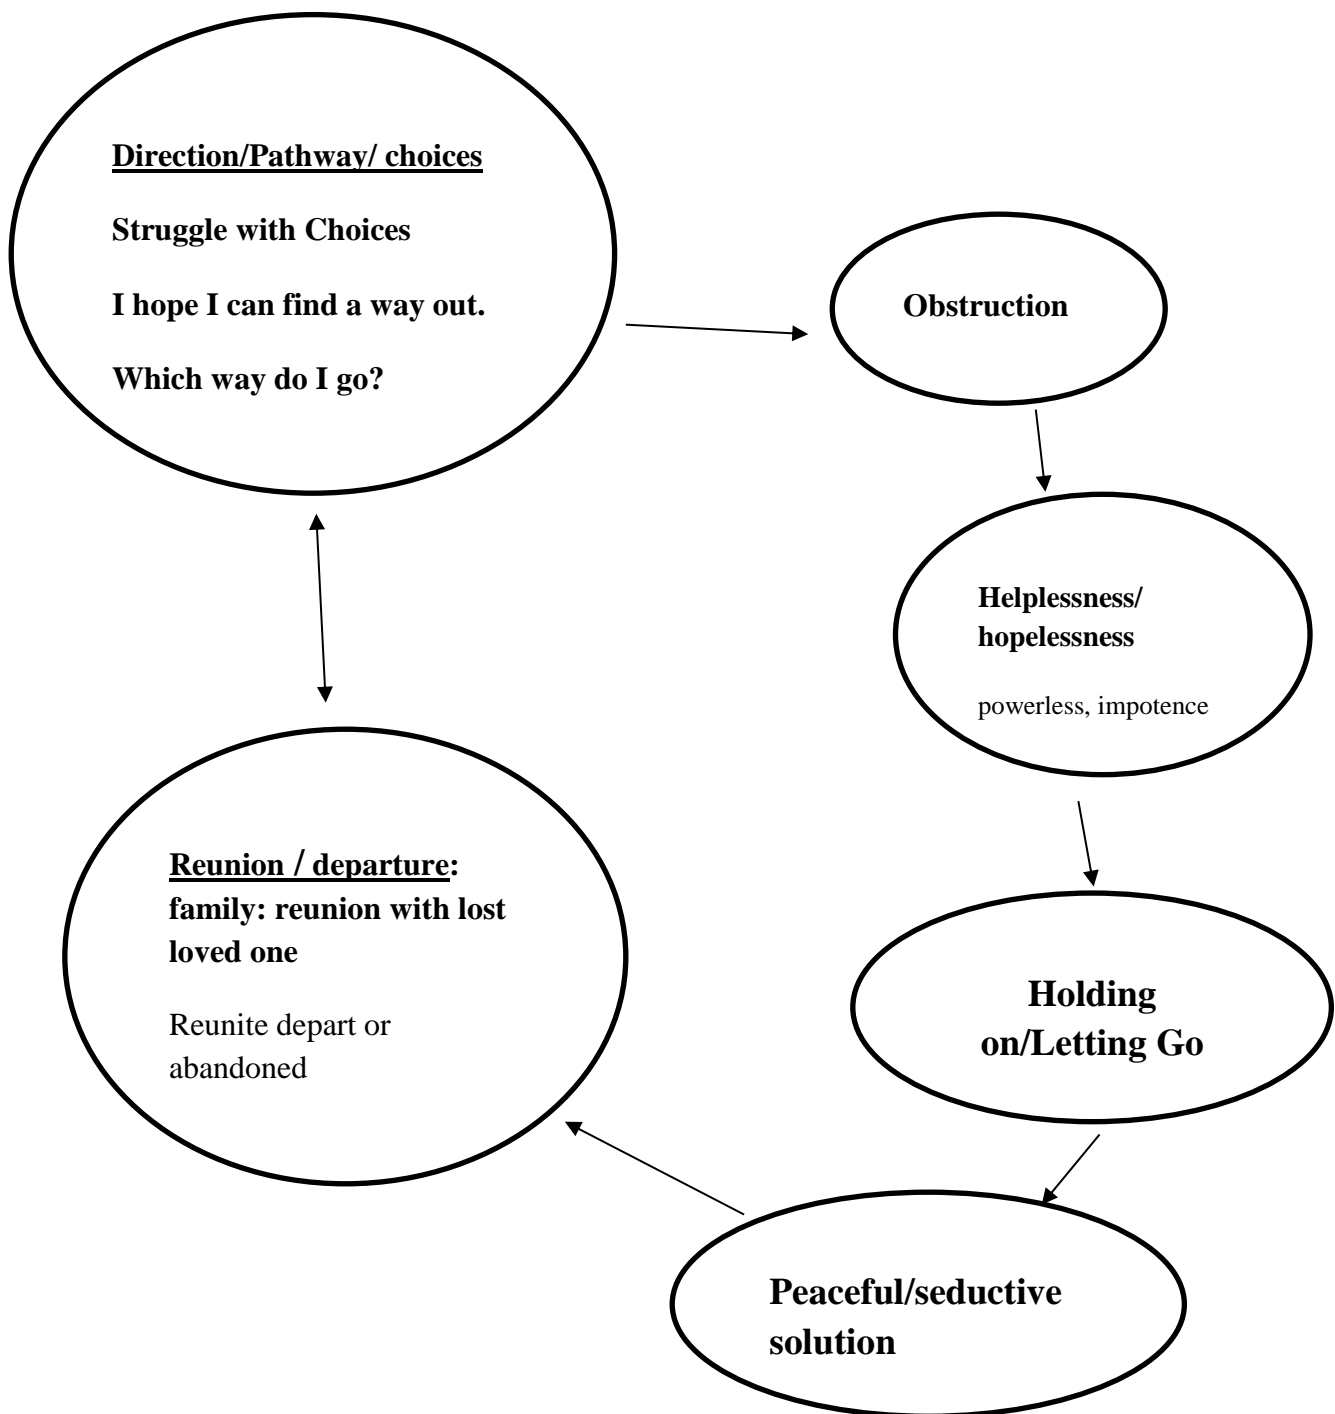 Direction/Pathway/ choices
Struggle with Choices
I hope I can find a way out.
Which way do I go?
Obstruction
Helplessness/
hopelessness
powerless, impotence
Holding
on/Letting Go
Peaceful/seductive
solution
Reunion / departure:
family: reunion with lost
loved one
Reunite depart or
abandoned